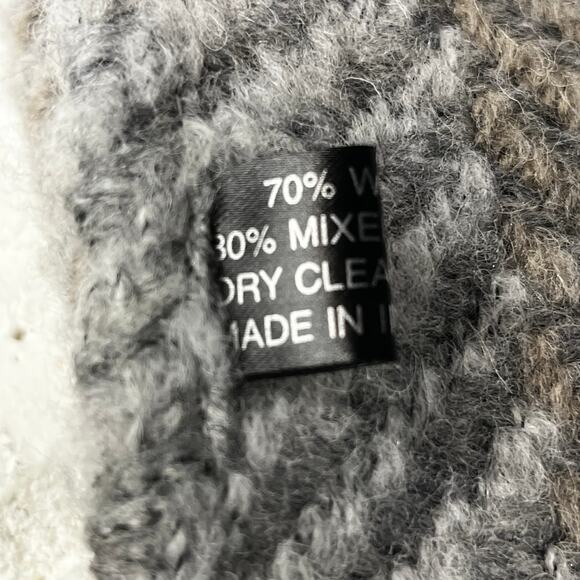 70% W
30% MIXE
DRY CLEA
MADE IN I